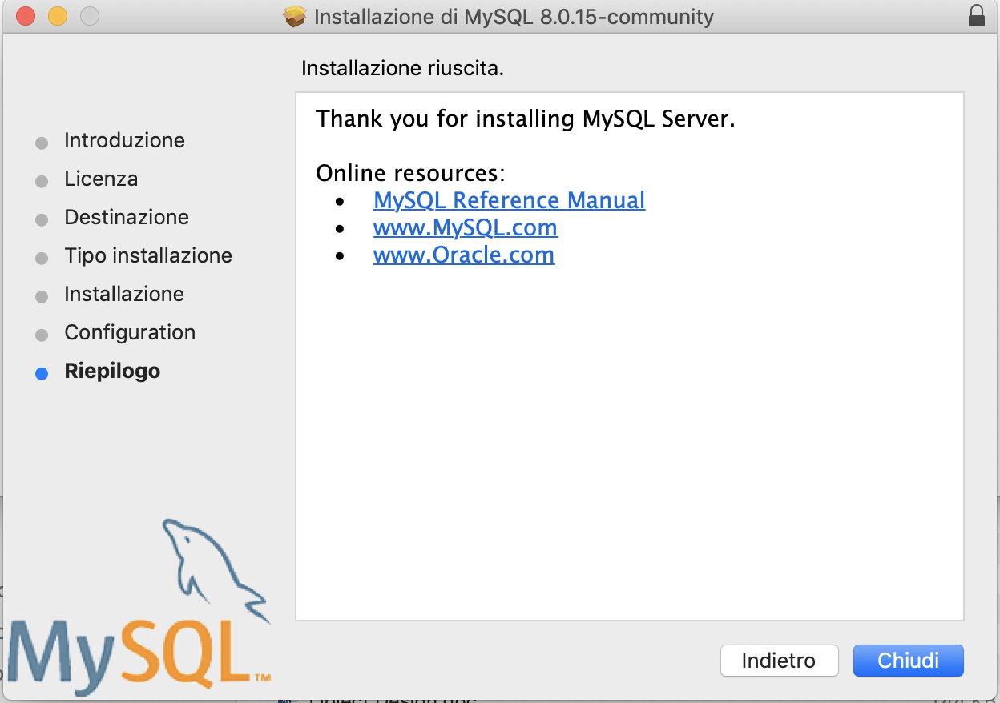 Installazione di MySQL 8.0.15-community
Installazione riuscita.
Introduzione
Licenza
Destinazione
Tipo installazione
Installazione
Configuration
Riepilogo
Thank you for installing MySQL Server.
Online resources:
• MySQL Reference Manual
• www.MySQL.com
• www.Oracle.com
MySQL™
Indietro
Chiudi